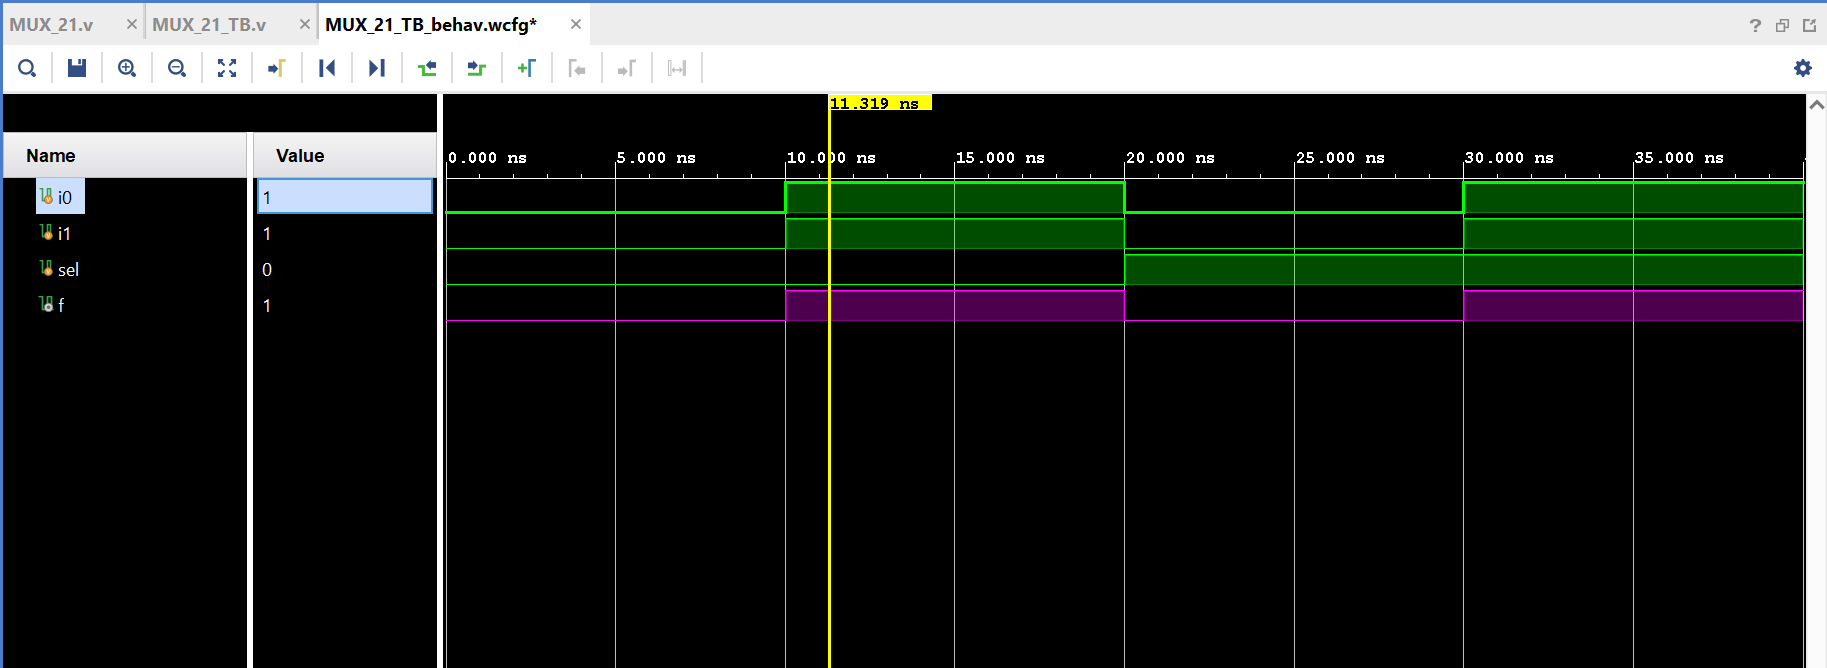 MUX_21.v MUX_21_TB.v MUX_21_TB_behav.wcfg*
11.319 ns
Name Value
0.000 ns 5.000 ns 10.000 ns 15.000 ns 20.000 ns 25.000 ns 30.000 ns 35.000 ns
i0 1
i1 1
sel 0
f 1